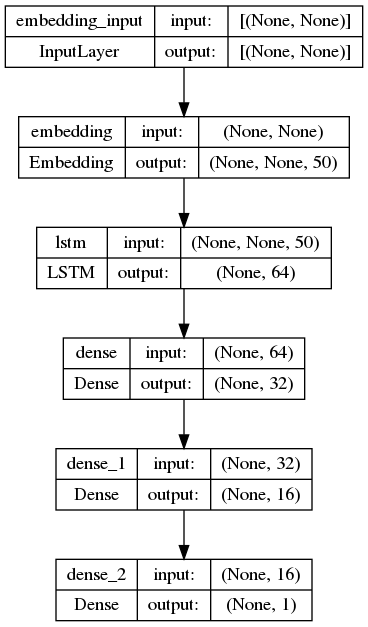 embedding_input input: [(None, None)]
InputLayer output: [(None, None)]
embedding input: (None, None)
Embedding output: (None, None, 50)
lstm input: (None, None, 50)
LSTM output: (None, 64)
dense input: (None, 64)
Dense output: (None, 32)
dense_1 input: (None, 32)
Dense output: (None, 16)
dense_2 input: (None, 16)
Dense output: (None, 1)